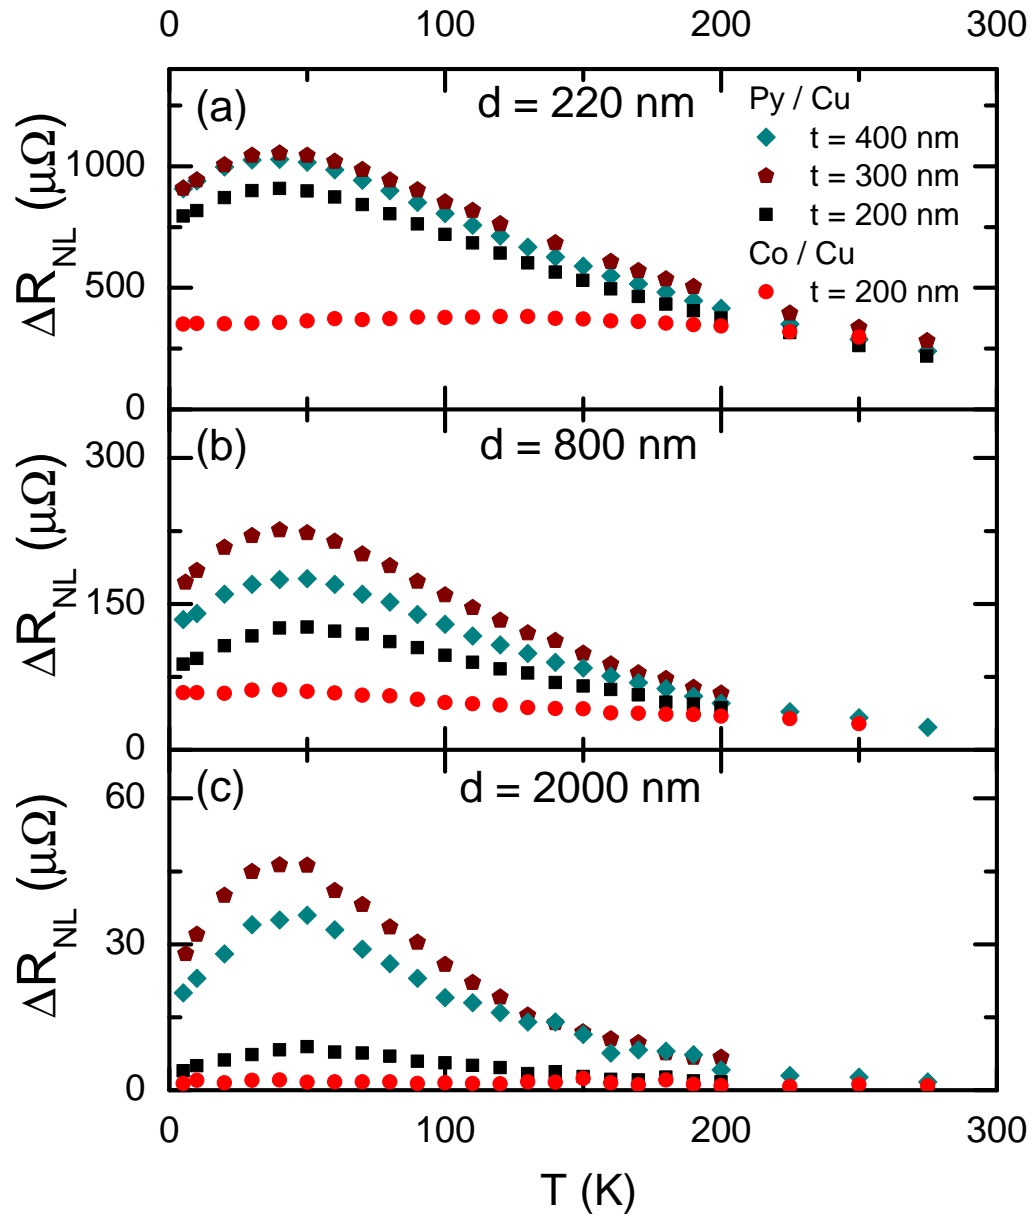 0 100 200 300
(a) d = 220 nm
Py / Cu
t = 400 nm
t = 300 nm
t = 200 nm
Co / Cu
t = 200 nm
1000
500
0
ΔR_NL (μΩ)
(b) d = 800 nm
300
150
0
ΔR_NL (μΩ)
(c) d = 2000 nm
60
30
0
ΔR_NL (μΩ)
0 100 200 300
T (K)